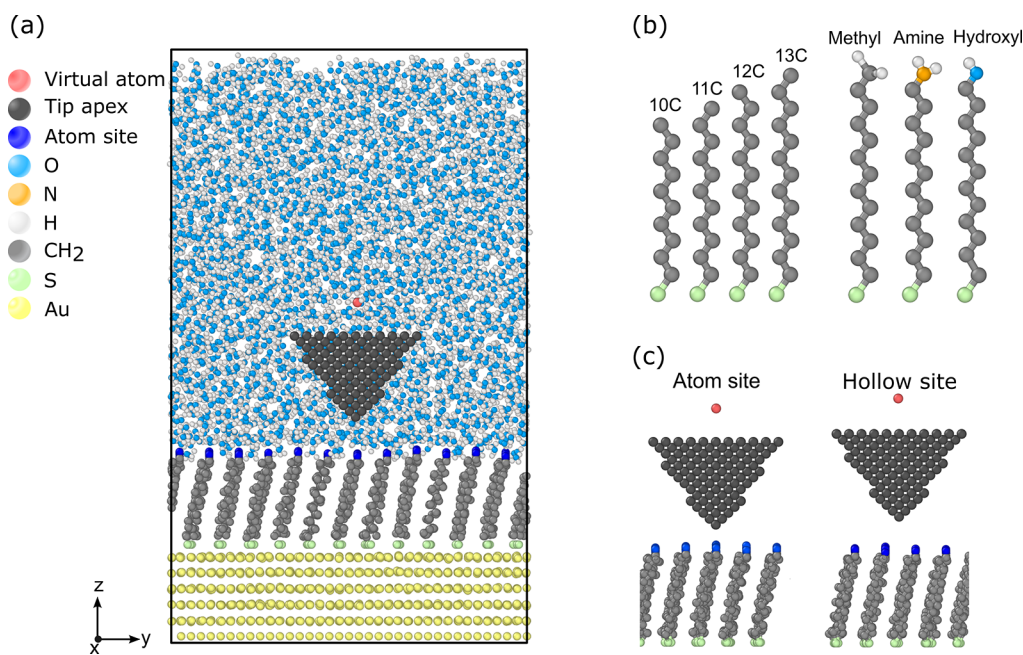 (a)
Virtual atom
Tip apex
Atom site
O
N
H
CH2
S
Au
z
x
y
(b)
10C
11C
12C
13C
Methyl
Amine
Hydroxyl
(c)
Atom site
Hollow site